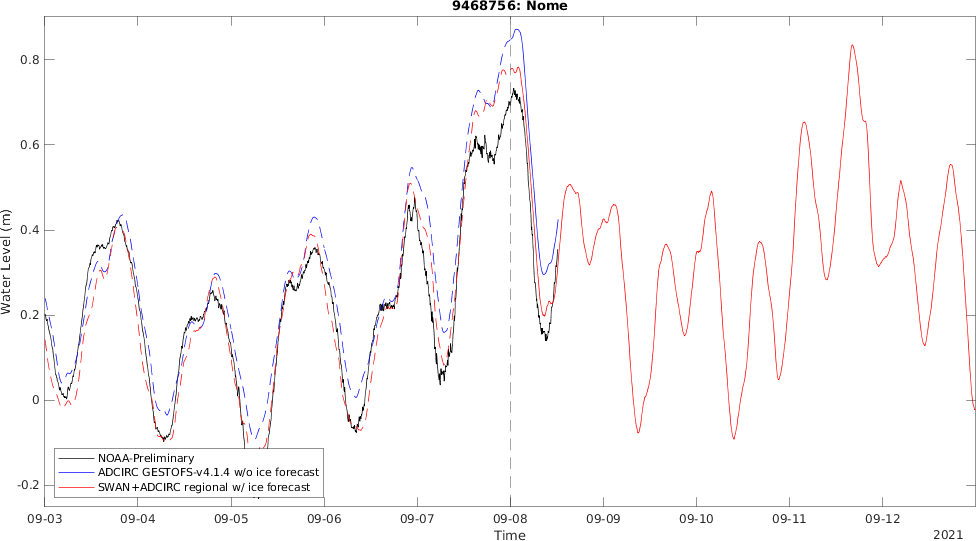 9468756: Nome
0.8
0.6
0.4
0.2
0
-0.2
Water Level (m)
NOAA-Preliminary
ADCIRC GESTOFS-v4.1.4 w/o ice forecast
SWAN+ADCIRC regional w/ ice forecast
09-03 09-04 09-05 09-06 09-07 09-08 09-09 09-10 09-11 09-12
Time
2021